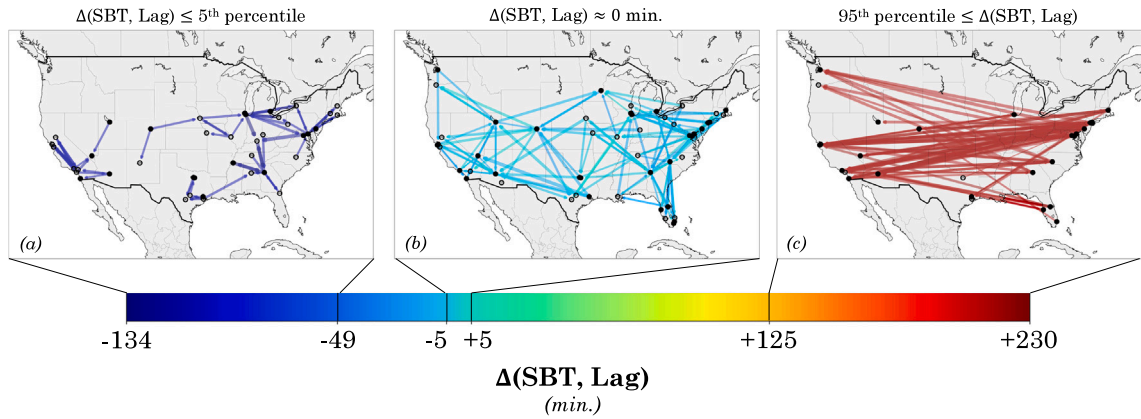 Δ(SBT, Lag) ≤ 5th percentile
Δ(SBT, Lag) ≈ 0 min.
95th percentile ≤ Δ(SBT, Lag)
(a)
(b)
(c)
-134
-49
-5
+5
+125
+230
Δ(SBT, Lag)
(min.)